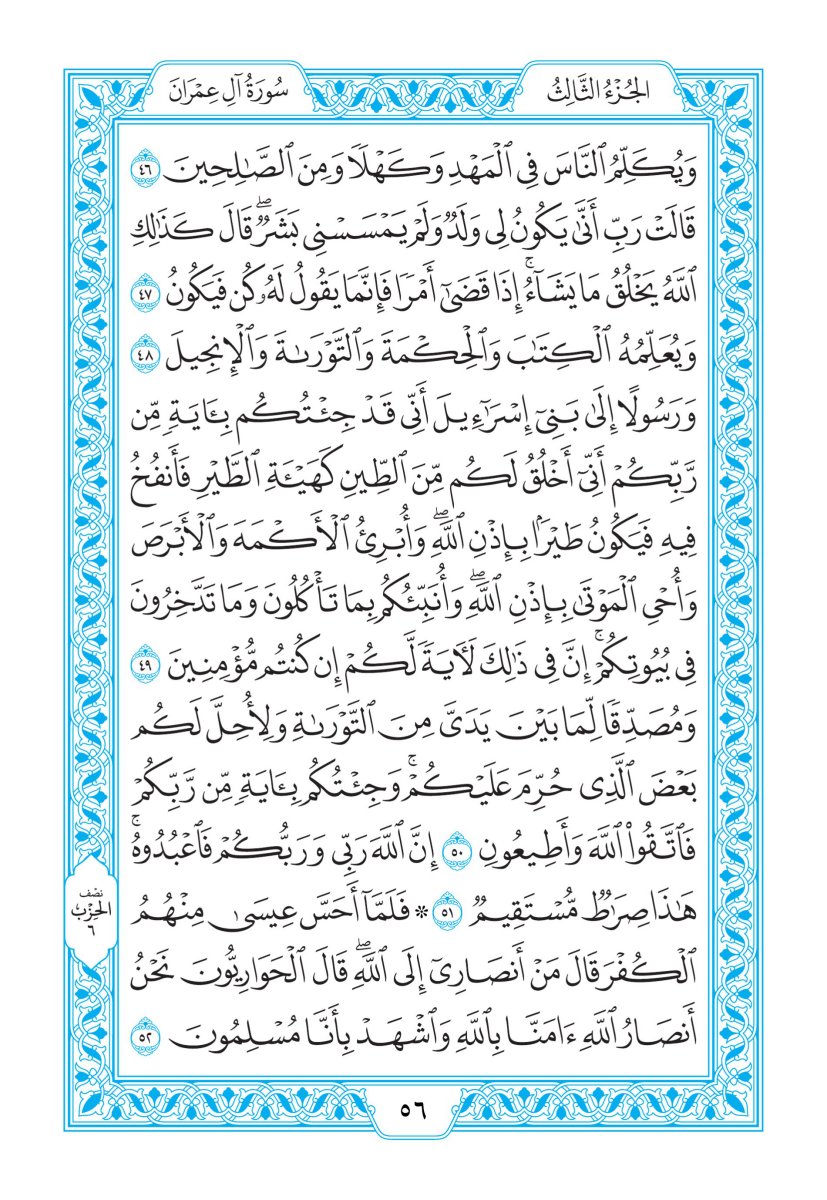 الجُزْءُ الثَّالِثُ
سُورَةُ آلِ عِمْرَانَ
وَيُكَلِّمُ ٱلنَّاسَ فِي ٱلْمَهْدِ وَكَهْلًا وَمِنَ ٱلصَّٰلِحِينَ ٤٦
قَالَتْ رَبِّ أَنَّىٰ يَكُونُ لِي وَلَدٌ وَلَمْ يَمْسَسْنِي بَشَرٌ ۖ قَالَ كَذَٰلِكِ
ٱللَّهُ يَخْلُقُ مَا يَشَآءُ ۚ إِذَا قَضَىٰٓ أَمْرًا فَإِنَّمَا يَقُولُ لَهُۥ كُن فَيَكُونُ ٤٧
وَيُعَلِّمُهُ ٱلْكِتَٰبَ وَٱلْحِكْمَةَ وَٱلتَّوْرَىٰةَ وَٱلْإِنجِيلَ ٤٨
وَرَسُولًا إِلَىٰ بَنِيٓ إِسْرَٰٓءِيلَ أَنِّي قَدْ جِئْتُكُم بِـَٔايَةٍ مِّن
رَّبِّكُمْ أَنِّيٓ أَخْلُقُ لَكُم مِّنَ ٱلطِّينِ كَهَيْـَٔةِ ٱلطَّيْرِ فَأَنفُخُ
فِيهِ فَيَكُونُ طَيْرًۢا بِإِذْنِ ٱللَّهِ ۖ وَأُبْرِئُ ٱلْأَكْمَهَ وَٱلْأَبْرَصَ
وَأُحْيِ ٱلْمَوْتَىٰ بِإِذْنِ ٱللَّهِ ۖ وَأُنَبِّئُكُم بِمَا تَأْكُلُونَ وَمَا تَدَّخِرُونَ
فِي بُيُوتِكُمْ ۚ إِنَّ فِي ذَٰلِكَ لَـَٔايَةً لَّكُمْ إِن كُنتُم مُّؤْمِنِينَ ٤٩
وَمُصَدِّقًا لِّمَا بَيْنَ يَدَيَّ مِنَ ٱلتَّوْرَىٰةِ وَلِأُحِلَّ لَكُم
بَعْضَ ٱلَّذِي حُرِّمَ عَلَيْكُمْ ۚ وَجِئْتُكُم بِـَٔايَةٍ مِّن رَّبِّكُمْ
فَٱتَّقُوا۟ ٱللَّهَ وَأَطِيعُونِ ٥٠ إِنَّ ٱللَّهَ رَبِّي وَرَبُّكُمْ فَٱعْبُدُوهُ ۚ
هَٰذَا صِرَٰطٌ مُّسْتَقِيمٌ ٥١ * فَلَمَّآ أَحَسَّ عِيسَىٰ مِنْهُمُ
ٱلْكُفْرَ قَالَ مَنْ أَنصَارِيٓ إِلَى ٱللَّهِ ۖ قَالَ ٱلْحَوَارِيُّونَ نَحْنُ
أَنصَارُ ٱللَّهِ ءَامَنَّا بِٱللَّهِ وَٱشْهَدْ بِأَنَّا مُسْلِمُونَ ٥٢
نصْف
الحِزْب
٦
٥٦